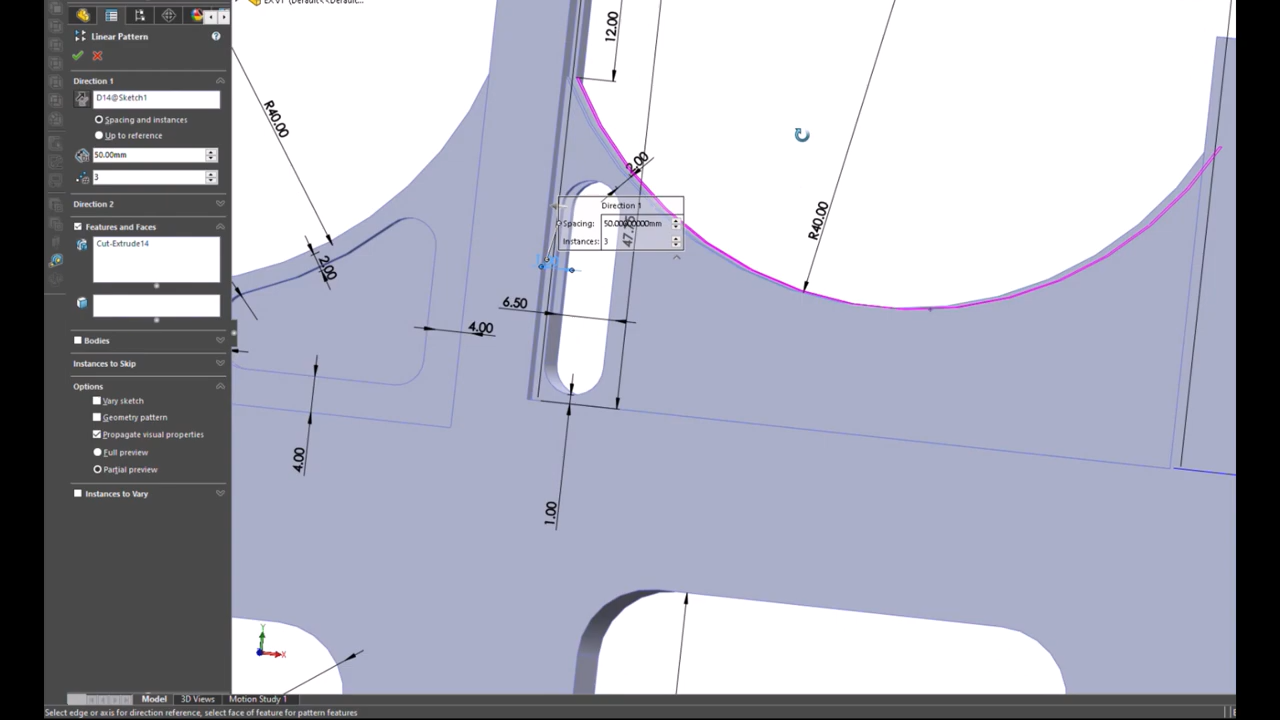 EXVT (Default<<Default...
Linear Pattern
Direction 1
D14@Sketch1
Spacing and instances
Up to reference
50.00mm
3
Direction 2
Features and Faces
Cut-Extrude14
Bodies
Instances to Skip
Options
Vary sketch
Geometry pattern
Propagate visual properties
Full preview
Partial preview
Instances to Vary
R40.00
2.00
4.00
4.00
12.00
2.00
Direction 1
Spacing:
Instances: 3
6.50
1.00
R40.00
Y
X
Model
3D Views
Motion Study 1
Select edge or axis for direction reference, select face of feature for pattern features